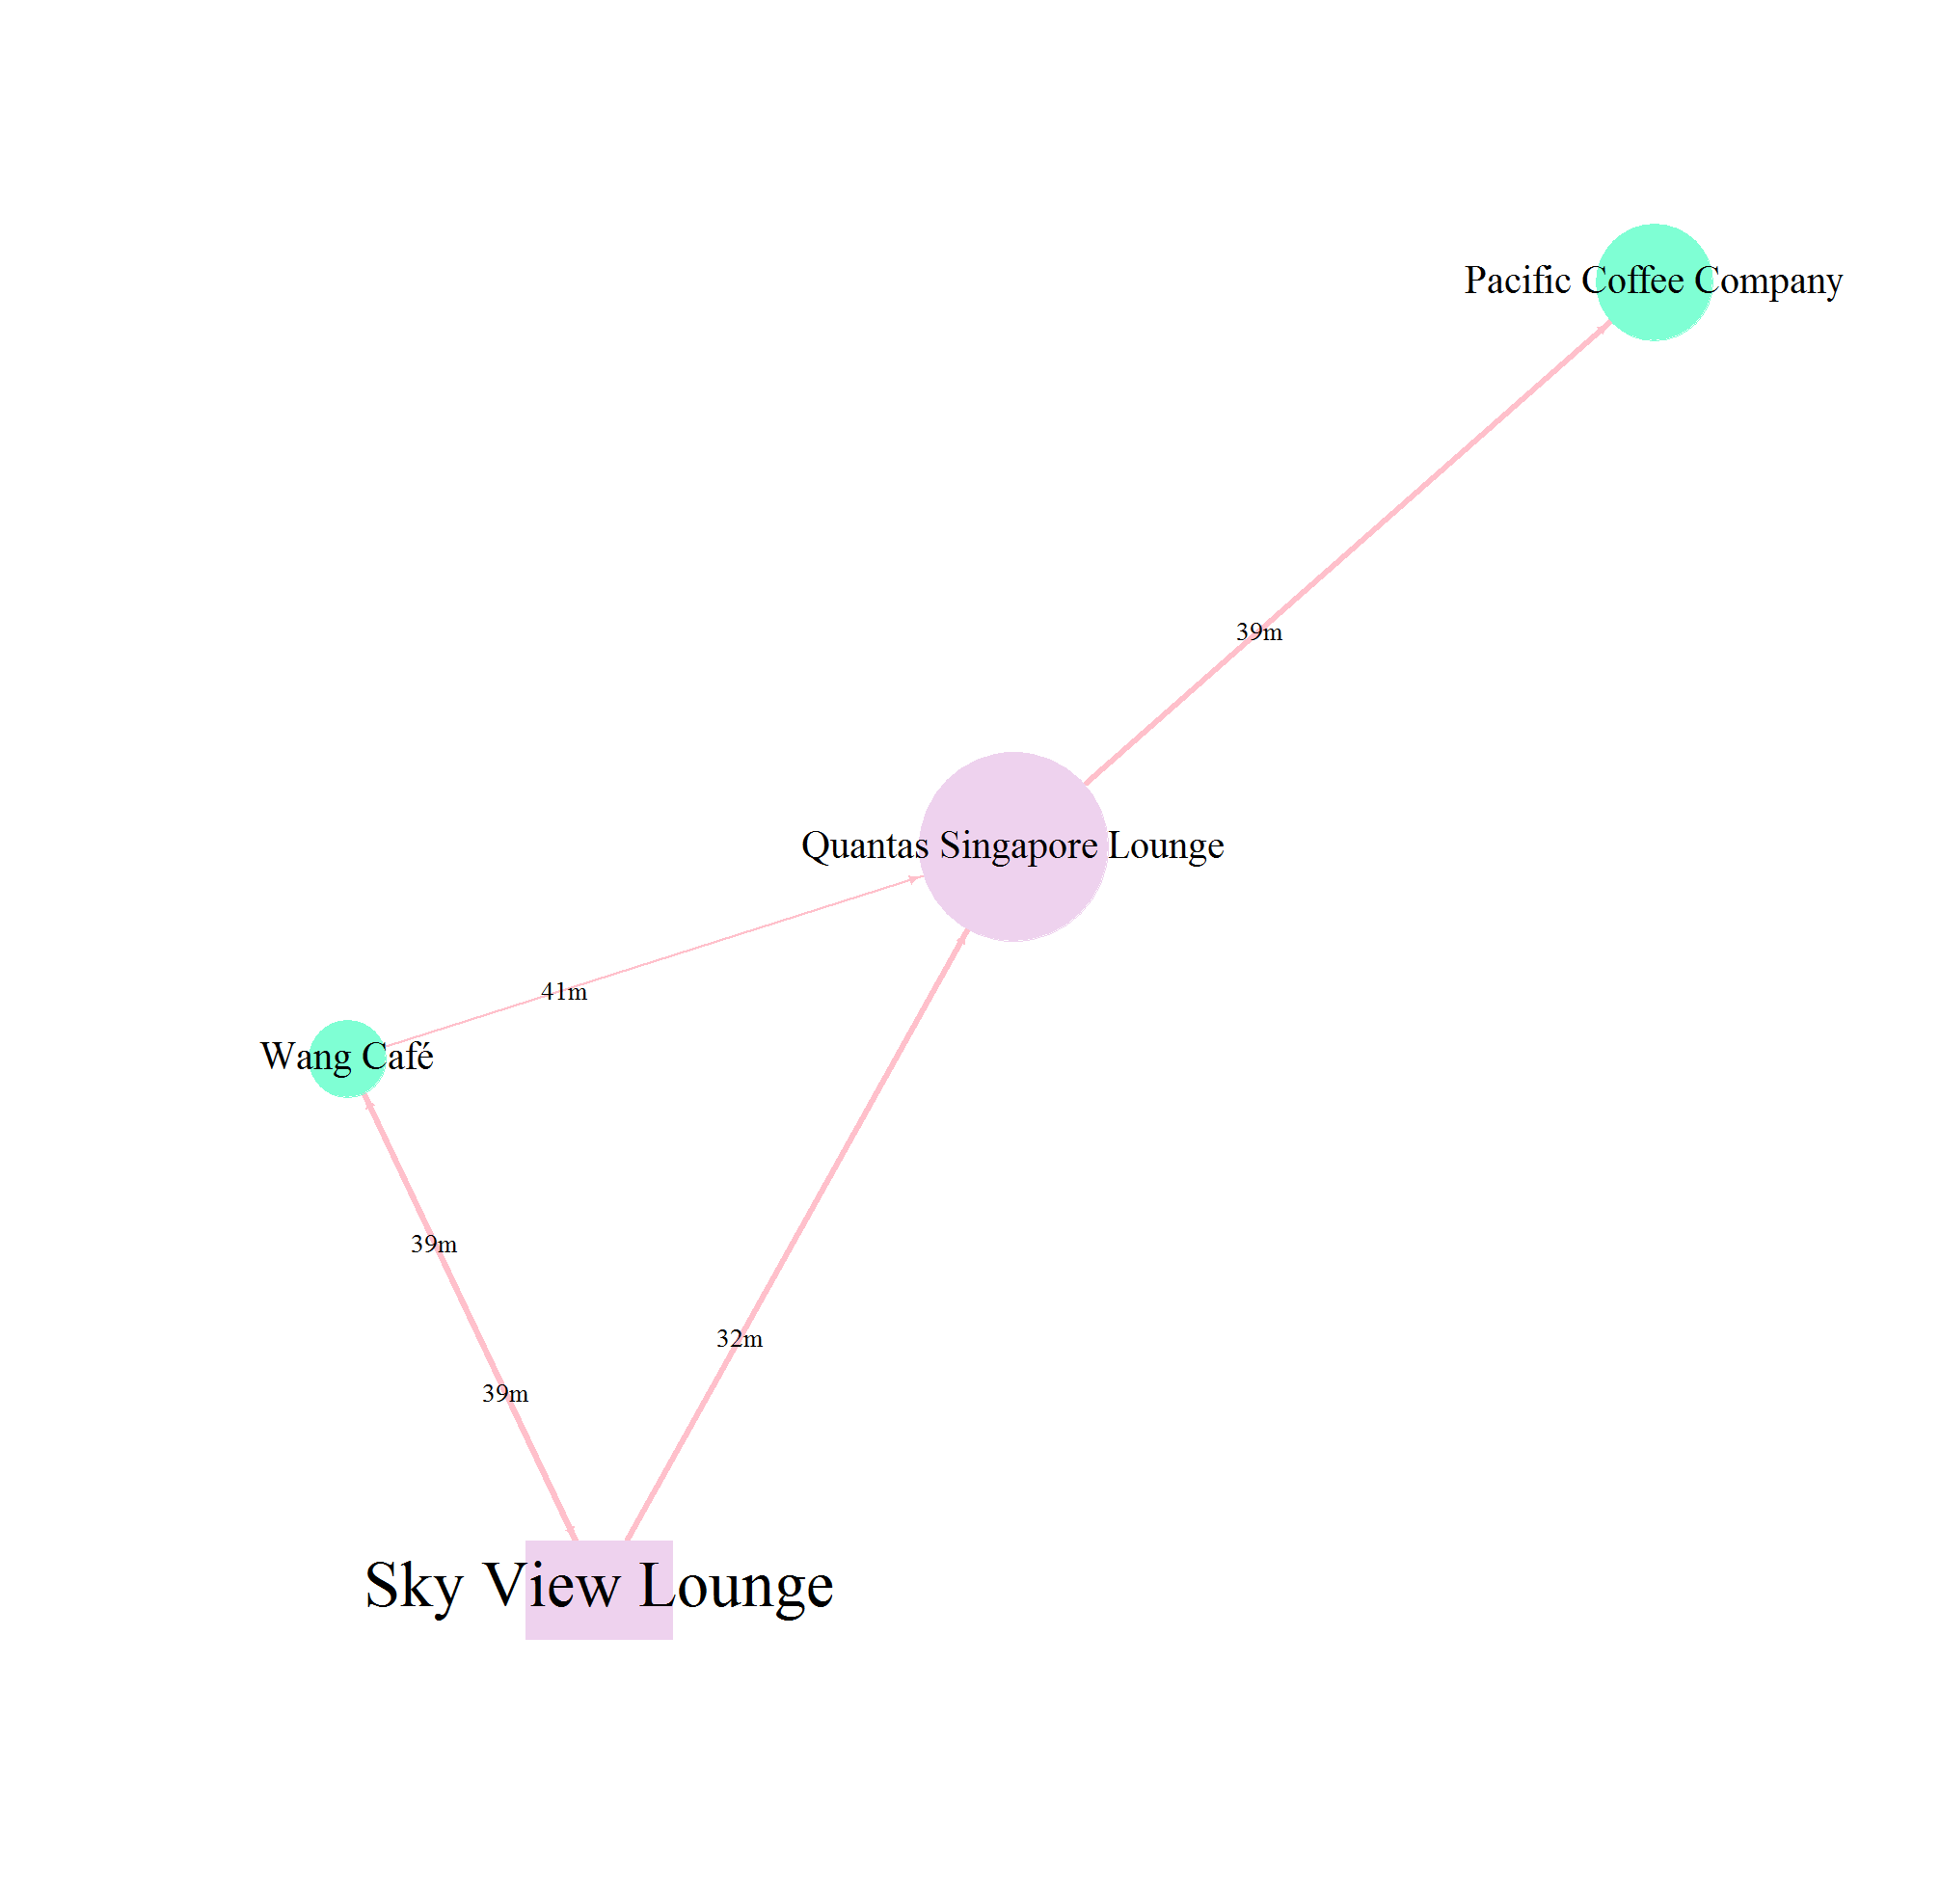 Pacific Coffee Company
39m
Quantas Singapore Lounge
41m
Wang Café
39m
32m
39m
Sky View Lounge